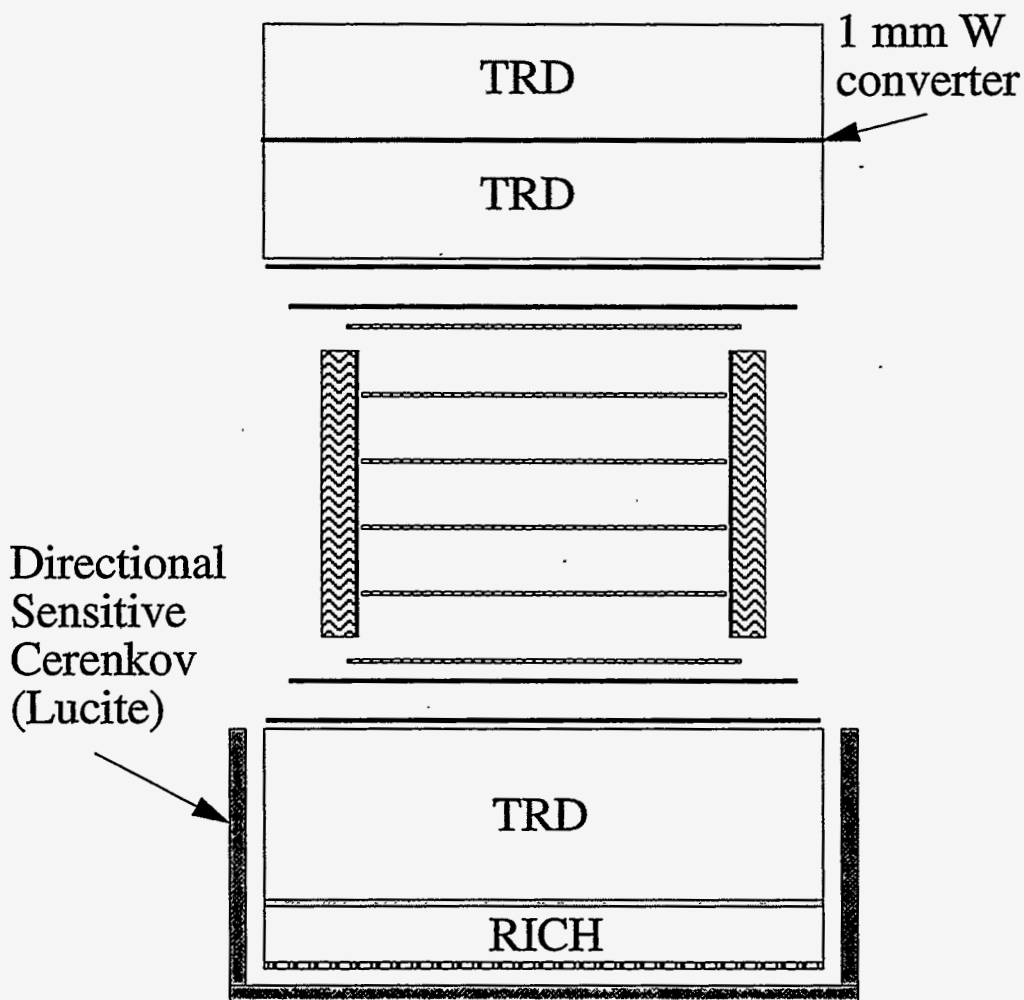 TRD
1 mm W
converter
TRD
Directional
Sensitive
Cerenkov
(Lucite)
TRD
RICH